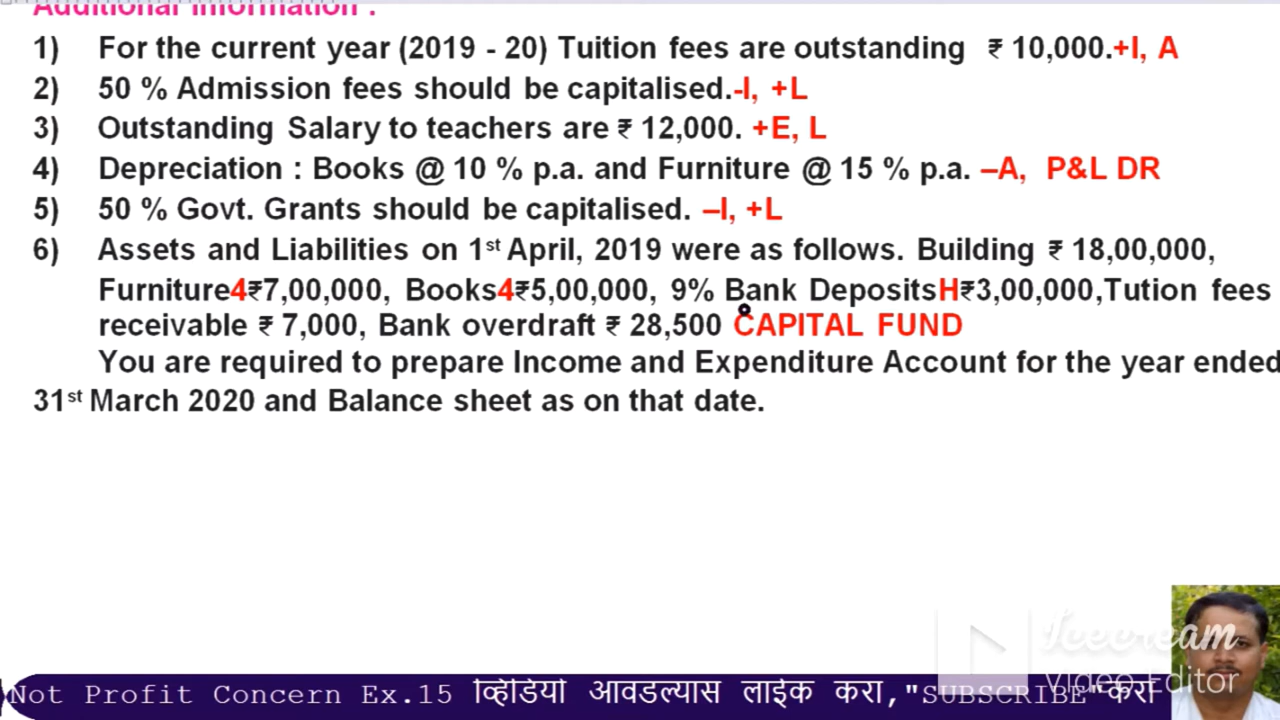 Additional Information :
1) For the current year (2019 - 20) Tuition fees are outstanding ₹ 10,000.+I, A
2) 50 % Admission fees should be capitalised.-I, +L
3) Outstanding Salary to teachers are ₹ 12,000. +E, L
4) Depreciation : Books @ 10 % p.a. and Furniture @ 15 % p.a. –A, P&L DR
5) 50 % Govt. Grants should be capitalised. –I, +L
6) Assets and Liabilities on 1st April, 2019 were as follows. Building ₹ 18,00,000,
Furniture4₹7,00,000, Books4₹5,00,000, 9% Bank DepositsH₹3,00,000,Tution fees
receivable ₹ 7,000, Bank overdraft ₹ 28,500 CAPITAL FUND
You are required to prepare Income and Expenditure Account for the year ended
31st March 2020 and Balance sheet as on that date.
Icecream
Video Editor
Not Profit Concern Ex.15 व्हिडियो आवडल्यास लाईक करा,"SUBSCRIBE"करा